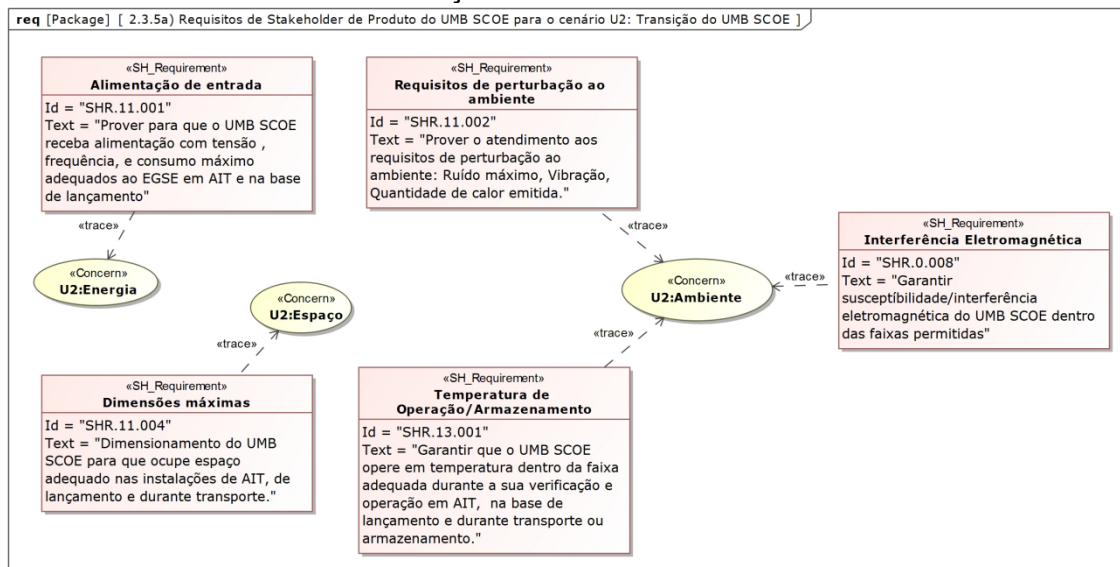 req [Package] [ 2.3.5a) Requisitos de Stakeholder de Produto do UMB SCOE para o cenário U2: Transição do UMB SCOE ]
«SH_Requirement»
Alimentação de entrada
Id = "SHR.11.001"
Text = "Prover para que o UMB SCOE
receba alimentação com tensão ,
frequência, e consumo máximo
adequados ao EGSE em AIT e na base
de lançamento"
«trace»
«Concern»
U2:Energia
«Concern»
U2:Espaço
«trace»
«SH_Requirement»
Dimensões máximas
Id = "SHR.11.004"
Text = "Dimensionamento do UMB
SCOE para que ocupe espaço
adequado nas instalações de AIT, de
lançamento e durante transporte."
«SH_Requirement»
Requisitos de perturbação ao
ambiente
Id = "SHR.11.002"
Text = "Prover o atendimento aos
requisitos de perturbação ao
ambiente: Ruído máximo, Vibração,
Quantidade de calor emitida."
«trace»
«Concern»
U2:Ambiente
«trace»
«trace»
«SH_Requirement»
Interferência Eletromagnética
Id = "SHR.0.008"
Text = "Garantir
susceptíbilidade/interferência
eletromagnética do UMB SCOE dentro
das faixas permitidas"
«SH_Requirement»
Temperatura de
Operação/Armazenamento
Id = "SHR.13.001"
Text = "Garantir que o UMB SCOE
opere em temperatura dentro da faixa
adequada durante a sua verificação e
operação em AIT,  na base de
lançamento e durante transporte ou
armazenamento."